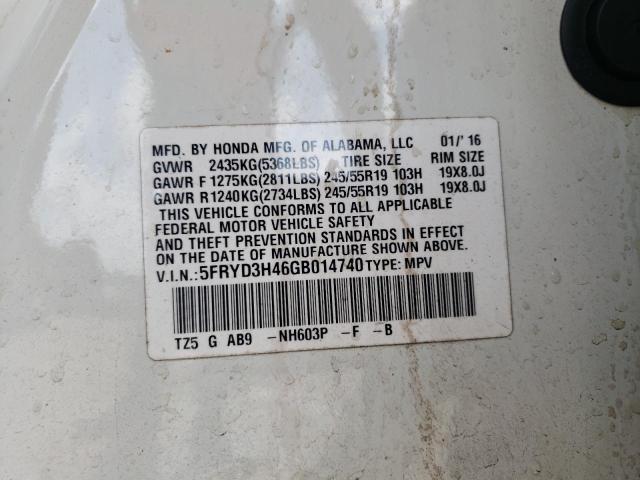 MFD. BY HONDA MFG. OF ALABAMA, LLC 01/'16
GVWR 2435KG(5368LBS) TIRE SIZE RIM SIZE
GAWR F 1275KG(2811LBS) 245/55R19 103H 19X8.0J
GAWR R 1240KG(2734LBS) 245/55R19 103H 19X8.0J
THIS VEHICLE CONFORMS TO ALL APPLICABLE
FEDERAL MOTOR VEHICLE SAFETY
AND THEFT PREVENTION STANDARDS IN EFFECT
ON THE DATE OF MANUFACTURE SHOWN ABOVE.
V.I.N.:5FRYD3H46GB014740 TYPE: MPV
TZ5 G AB9 -NH603P -F -B